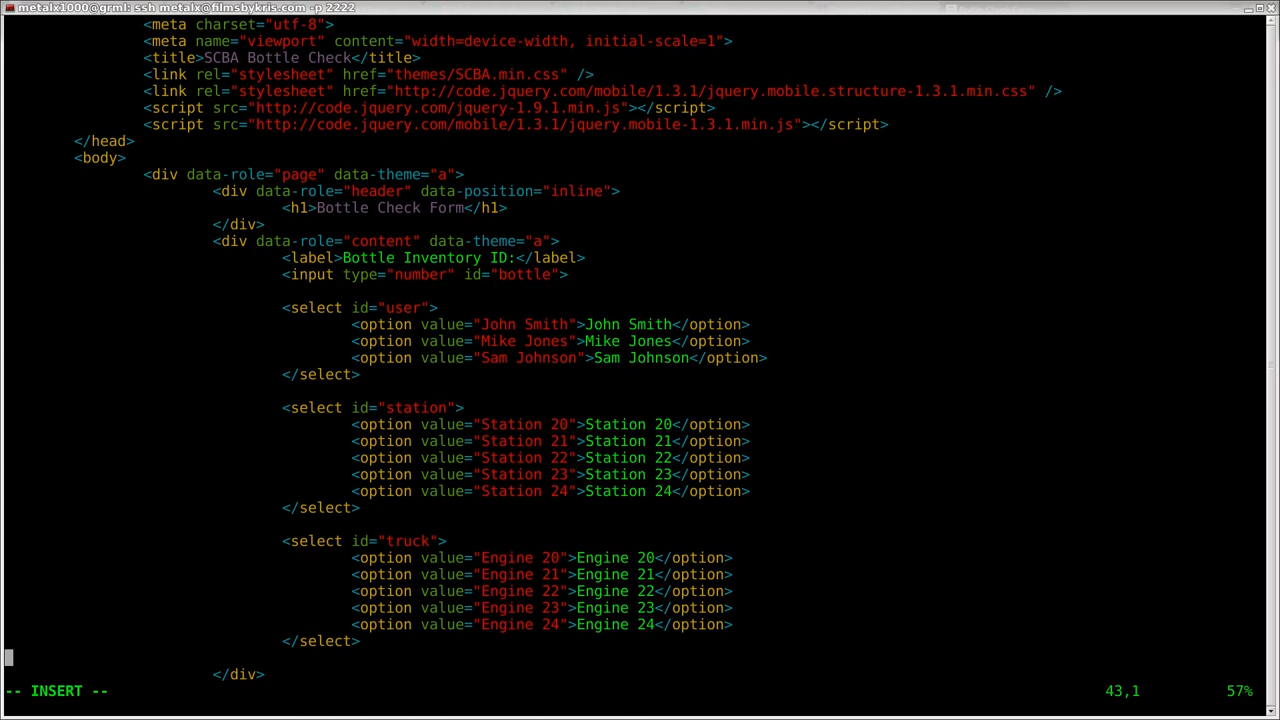 metalx1000@grml: ssh metalx@filmsbykris.com -p 2222
<meta charset="utf-8">
<meta name="viewport" content="width=device-width, initial-scale=1">
<title>SCBA Bottle Check</title>
<link rel="stylesheet" href="themes/SCBA.min.css" />
<link rel="stylesheet" href="http://code.jquery.com/mobile/1.3.1/jquery.mobile.structure-1.3.1.min.css" />
<script src="http://code.jquery.com/jquery-1.9.1.min.js"></script>
<script src="http://code.jquery.com/mobile/1.3.1/jquery.mobile-1.3.1.min.js"></script>
</head>
<body>
<div data-role="page" data-theme="a">
<div data-role="header" data-position="inline">
<h1>Bottle Check Form</h1>
</div>
<div data-role="content" data-theme="a">
<label>Bottle Inventory ID:</label>
<input type="number" id="bottle">
<select id="user">
<option value="John Smith">John Smith</option>
<option value="Mike Jones">Mike Jones</option>
<option value="Sam Johnson">Sam Johnson</option>
</select>
<select id="station">
<option value="Station 20">Station 20</option>
<option value="Station 21">Station 21</option>
<option value="Station 22">Station 22</option>
<option value="Station 23">Station 23</option>
<option value="Station 24">Station 24</option>
</select>
<select id="truck">
<option value="Engine 20">Engine 20</option>
<option value="Engine 21">Engine 21</option>
<option value="Engine 22">Engine 22</option>
<option value="Engine 23">Engine 23</option>
<option value="Engine 24">Engine 24</option>
</select>
</div>
-- INSERT -- 43,1 57%